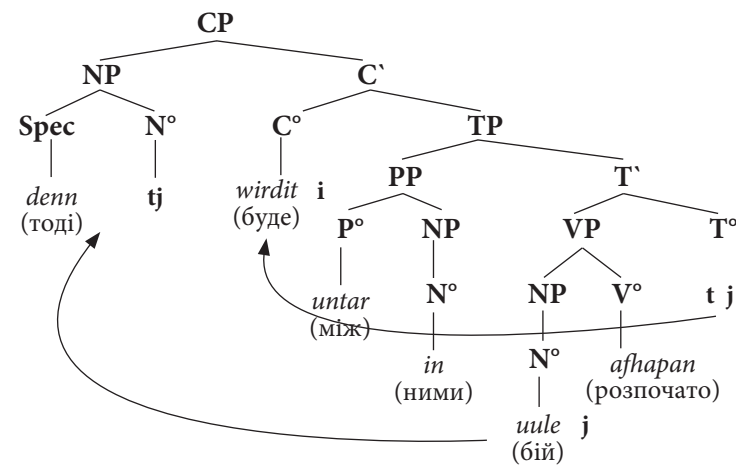 CP
NP C`
Spec N° C° TP
denn tj wirdit i PP T`
(тоді) (буде)
P° NP VP T°
untar N° NP V° t j
(між)
in N° afhapan
(ними) (розпочато)
uule j
(бій)